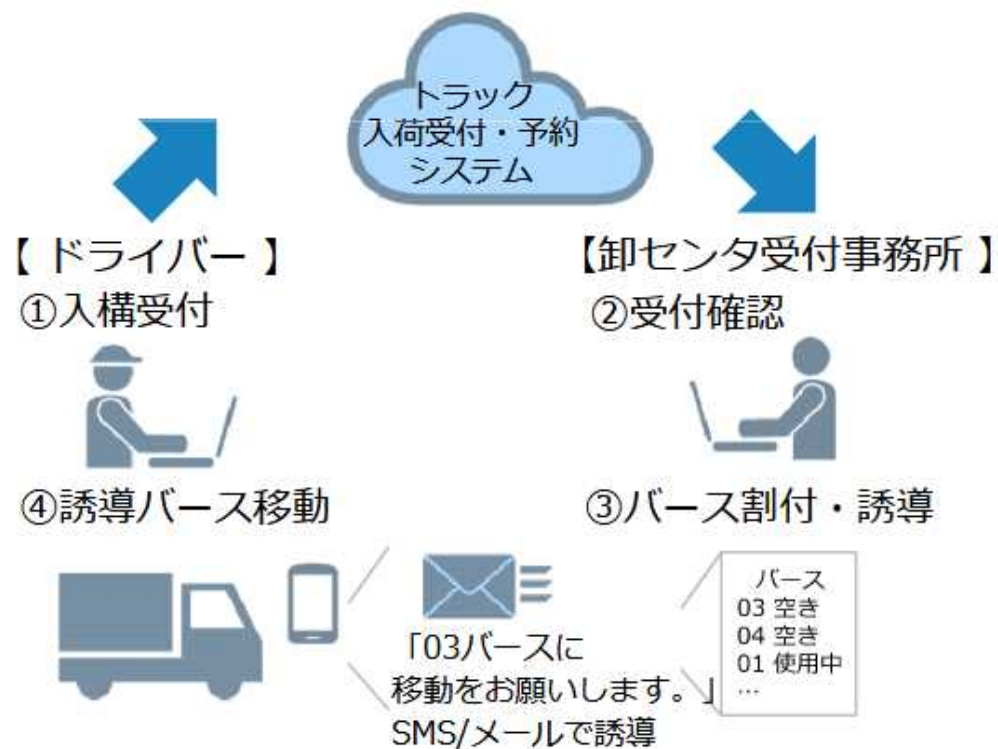 トラック
入荷受付・予約
システム
【 ドライバー 】
①入構受付
【卸センタ受付事務所 】
②受付確認
④誘導バース移動
③バース割付・誘導
「03バースに
移動をお願いします。」
SMS/メールで誘導
バース
03 空き
04 空き
01 使用中
…